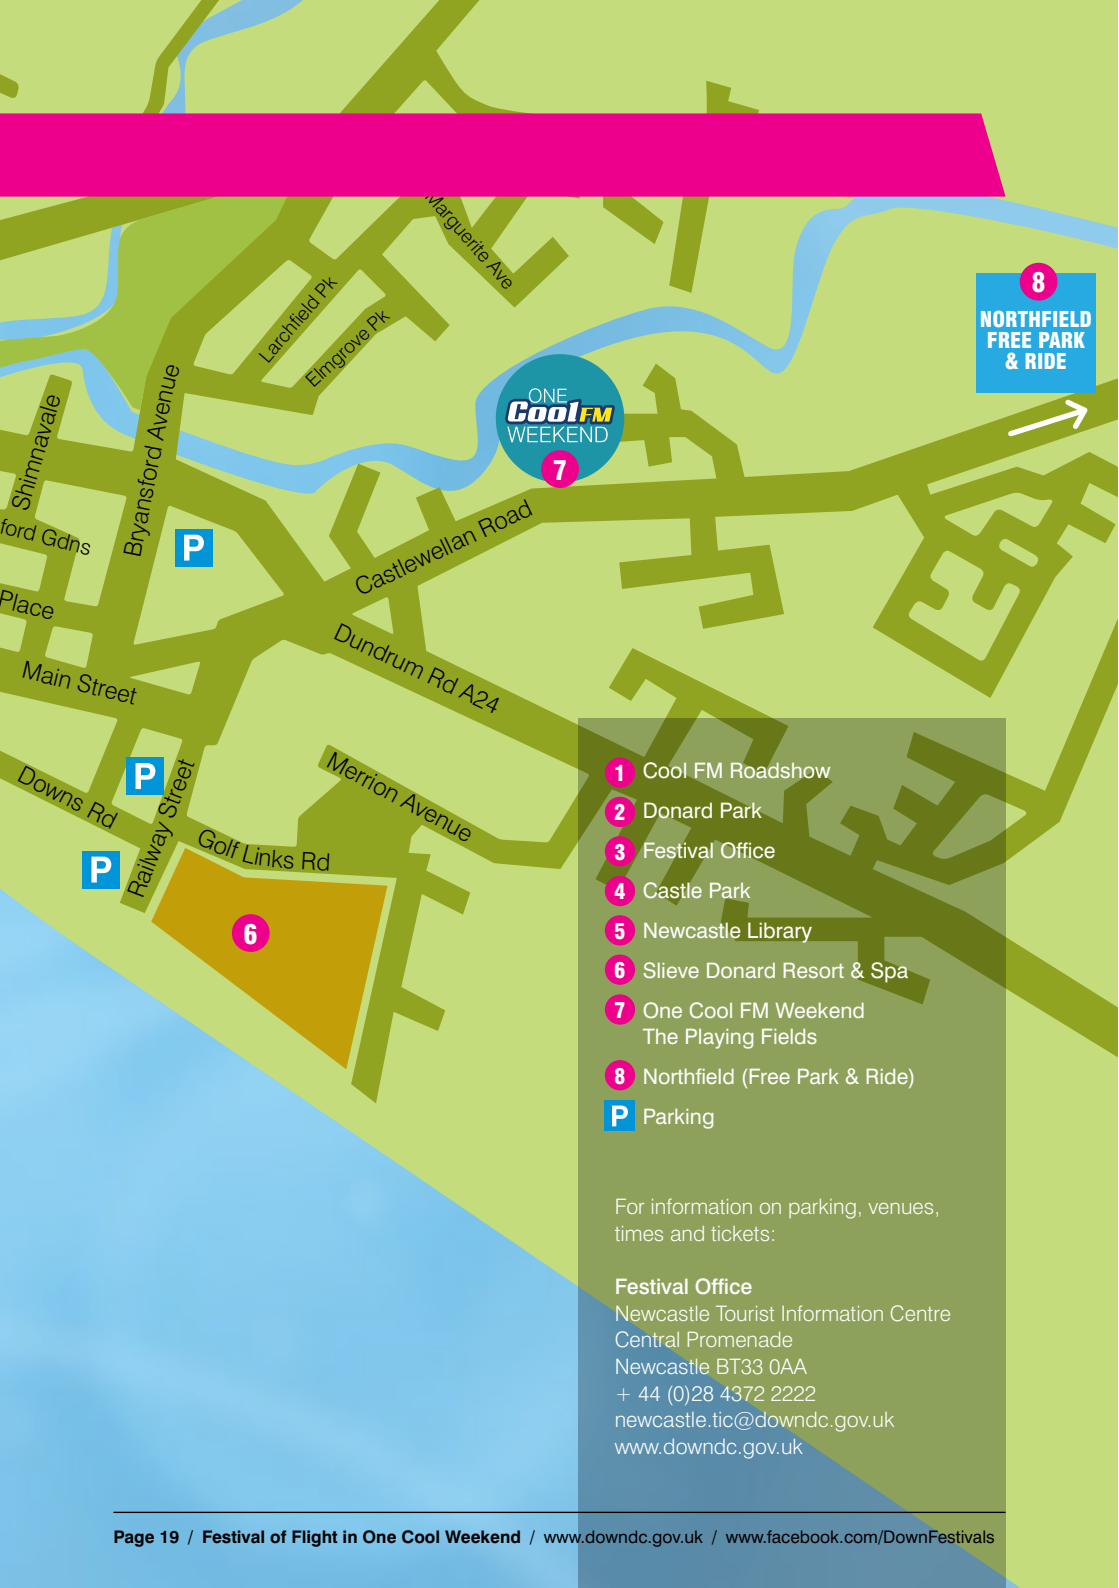 Marguerite Ave
Larchfield Pk
Elmgrove Pk
8
NORTHFIELD
FREE PARK
& RIDE
ONE
Cool FM
WEEKEND
7
Shimnavale
Bryansford Avenue
ford Gdns
P
Castlewellan Road
Place
Main Street
Dundrum Rd A24
Merrion Avenue
P
Downs Rd
Railway Street
Golf Links Rd
P
6
1 Cool FM Roadshow
2 Donard Park
3 Festival Office
4 Castle Park
5 Newcastle Library
6 Slieve Donard Resort & Spa
7 One Cool FM Weekend
The Playing Fields
8 Northfield (Free Park & Ride)
P Parking
For information on parking, venues,
times and tickets:
Festival Office
Newcastle Tourist Information Centre
Central Promenade
Newcastle BT33 0AA
+ 44 (0)28 4372 2222
newcastle.tic@downdc.gov.uk
www.downdc.gov.uk
Page 19 / Festival of Flight in One Cool Weekend / www.downdc.gov.uk / www.facebook.com/DownFestivals